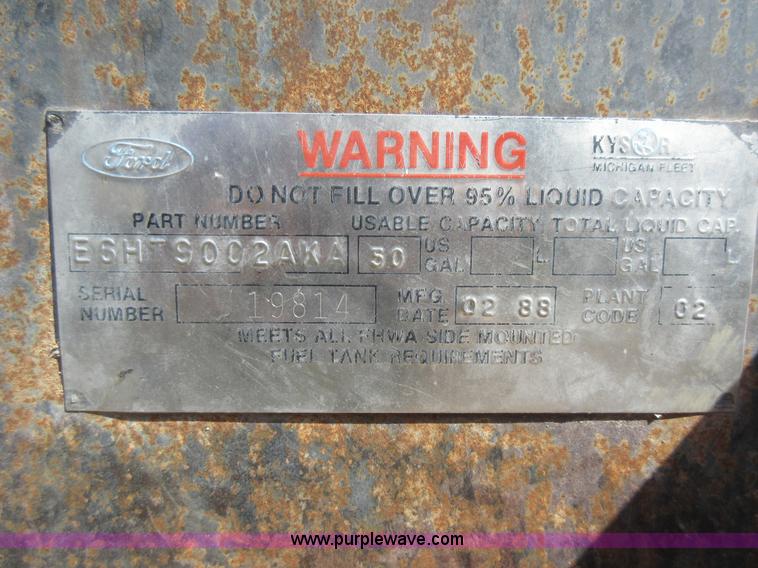 Ford WARNING KYSOR
MICHIGAN FLEET
DO NOT FILL OVER 95% LIQUID CAPACITY
PART NUMBER USABLE CAPACITY TOTAL LIQUID CAP.
E6HT9002AKA 50 US GAL L US GAL L
SERIAL NUMBER 19814 MFG DATE 02 88 PLANT CODE 02
MEETS ALL FHWA SIDE MOUNTED
FUEL TANK REQUIREMENTS
www.purplewave.com